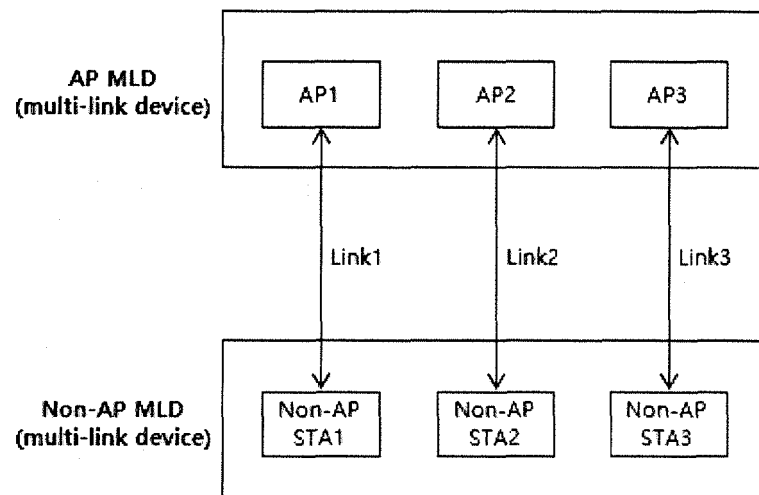 AP MLD
(multi-link device)
AP1
AP2
AP3
Link1
Link2
Link3
Non-AP MLD
(multi-link device)
Non-AP
STA1
Non-AP
STA2
Non-AP
STA3